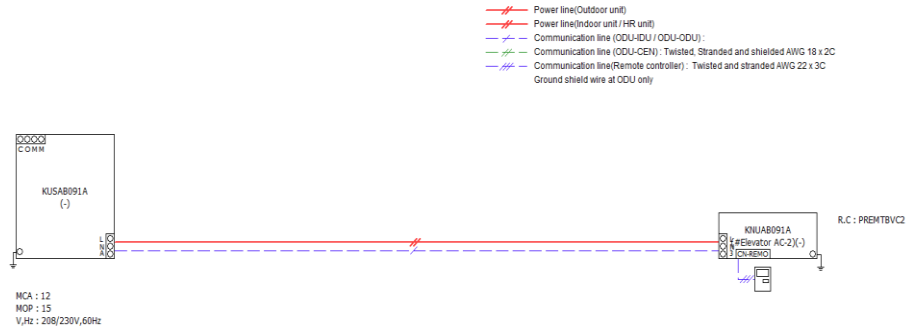 Power line(Outdoor unit)
Power line(Indoor unit / HR unit)
Communication line (ODU-IDU / ODU-ODU) :
Communication line (ODU-CEN) : Twisted, Stranded and shielded AWG 18 x 2C
Communication line(Remote controller) : Twisted and stranded AWG 22 x 3C
Ground shield wire at ODU only
COMM
KUSAB091A
(-)
L
N
A
KNUAB091A
(#Elevator AC-2)(-)
L
N
3
CN-REMO
R.C : PREMTBVC2
MCA : 12
MOP : 15
V,Hz : 208/230V,60Hz